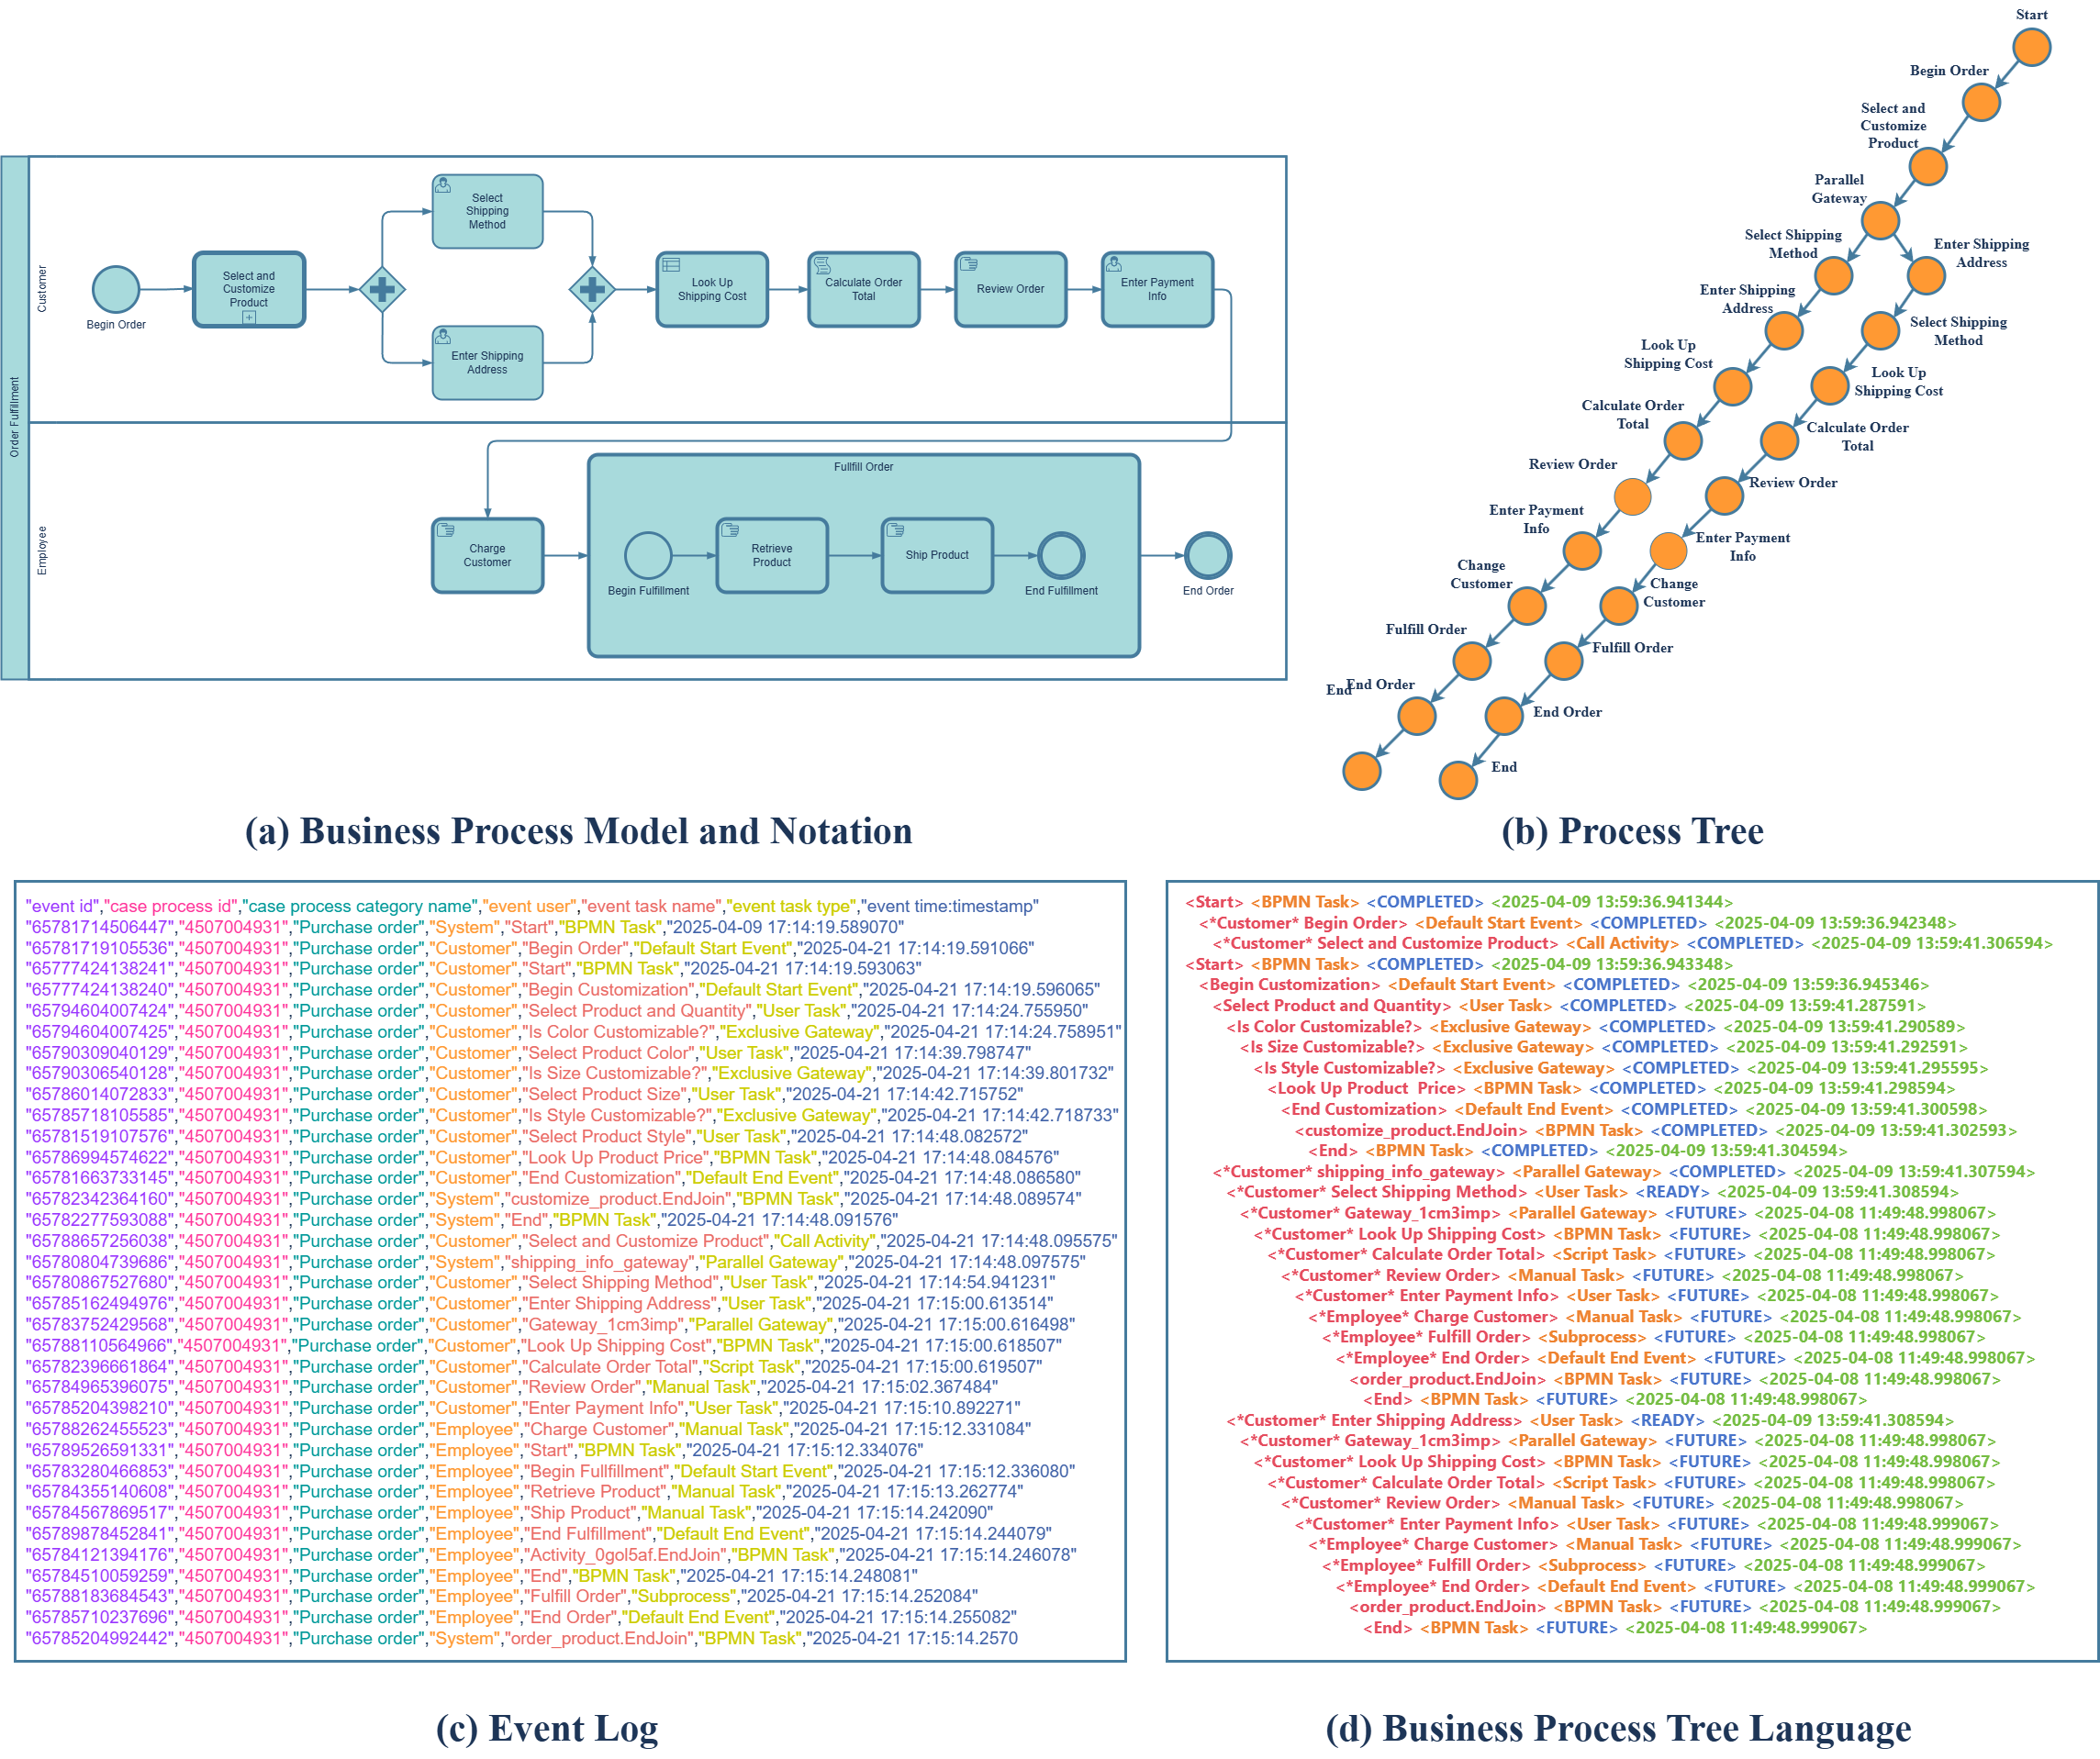 Order Fulfillment
Customer
Employee
Begin Order
Select and
Customize
Product
Select
Shipping
Method
Enter Shipping
Address
Look Up
Shipping Cost
Calculate Order
Total
Review Order
Enter Payment
Info
Charge
Customer
Fullfill Order
Begin Fulfillment
Retrieve
Product
Ship Product
End Fulfillment
End Order
(a) Business Process Model and Notation
Start
Begin Order
Select and
Customize
Product
Parallel
Gateway
Select Shipping
Method
Enter Shipping
Address
Look Up
Shipping Cost
Calculate Order
Total
Review Order
Enter Payment
Info
Change
Customer
Fulfill Order
End Order
End
Enter Shipping
Address
Select Shipping
Method
Look Up
Shipping Cost
Calculate Order
Total
Review Order
Enter Payment
Info
Change
Customer
Fulfill Order
End Order
End
(b) Process Tree
"event id","case process id","case process category name","event user","event task name","event task type","event time:timestamp"
"65781714506447","4507004931","Purchase order","System","Start","BPMN Task","2025-04-09 17:14:19.589070"
"65781719105536","4507004931","Purchase order","Customer","Begin Order","Default Start Event","2025-04-21 17:14:19.591066"
"65777424138241","4507004931","Purchase order","Customer","Start","BPMN Task","2025-04-21 17:14:19.593063"
"65777424138240","4507004931","Purchase order","Customer","Begin Customization","Default Start Event","2025-04-21 17:14:19.596065"
"65794604007424","4507004931","Purchase order","Customer","Select Product and Quantity","User Task","2025-04-21 17:14:24.755950"
"65794604007425","4507004931","Purchase order","Customer","Is Color Customizable?","Exclusive Gateway","2025-04-21 17:14:24.758951"
"65790309040129","4507004931","Purchase order","Customer","Select Product Color","User Task","2025-04-21 17:14:39.798747"
"65790306540128","4507004931","Purchase order","Customer","Is Size Customizable?","Exclusive Gateway","2025-04-21 17:14:39.801732"
"65786014072833","4507004931","Purchase order","Customer","Select Product Size","User Task","2025-04-21 17:14:42.715752"
"65785718105585","4507004931","Purchase order","Customer","Is Style Customizable?","Exclusive Gateway","2025-04-21 17:14:42.718733"
"65781519107576","4507004931","Purchase order","Customer","Select Product Style","User Task","2025-04-21 17:14:48.082572"
"65786994574622","4507004931","Purchase order","Customer","Look Up Product Price","BPMN Task","2025-04-21 17:14:48.084576"
"657816637​33145","4507004931","Purchase order","Customer","End Customization","Default End Event","2025-04-21 17:14:48.086580"
"65782342364160","4507004931","Purchase order","System","customize_product.EndJoin","BPMN Task","2025-04-21 17:14:48.089574"
"65782277593088","4507004931","Purchase order","System","End","BPMN Task","2025-04-21 17:14:48.091576"
"65788657256038","4507004931","Purchase order","Customer","Select and Customize Product","Call Activity","2025-04-21 17:14:48.095575"
"65780804739686","4507004931","Purchase order","System","shipping_info_gateway","Parallel Gateway","2025-04-21 17:14:48.097575"
"65780867527680","4507004931","Purchase order","Customer","Select Shipping Method","User Task","2025-04-21 17:14:54.941231"
"65785162494976","4507004931","Purchase order","Customer","Enter Shipping Address","User Task","2025-04-21 17:15:00.613514"
"65783752429568","4507004931","Purchase order","Customer","Gateway_1cm3imp","Parallel Gateway","2025-04-21 17:15:00.616498"
"65788110564966","4507004931","Purchase order","Customer","Look Up Shipping Cost","BPMN Task","2025-04-21 17:15:00.618507"
"65782396661864","4507004931","Purchase order","Customer","Calculate Order Total","Script Task","2025-04-21 17:15:00.619507"
"65784965396075","4507004931","Purchase order","Customer","Review Order","Manual Task","2025-04-21 17:15:02.367484"
"65785204398210","4507004931","Purchase order","Customer","Enter Payment Info","User Task","2025-04-21 17:15:10.892271"
"65788262455523","4507004931","Purchase order","Employee","Charge Customer","Manual Task","2025-04-21 17:15:12.331084"
"65789526591331","4507004931","Purchase order","Employee","Start","BPMN Task","2025-04-21 17:15:12.334076"
"65783280466853","4507004931","Purchase order","Employee","Begin Fullfillment","Default Start Event","2025-04-21 17:15:12.336080"
"65784355140608","4507004931","Purchase order","Employee","Retrieve Product","Manual Task","2025-04-21 17:15:13.262774"
"65784567869517","4507004931","Purchase order","Employee","Ship Product","Manual Task","2025-04-21 17:15:14.242090"
"65789878452841","4507004931","Purchase order","Employee","End Fulfillment","Default End Event","2025-04-21 17:15:14.244079"
"65784121394176","4507004931","Purchase order","Employee","Activity_0gol5af.EndJoin","BPMN Task","2025-04-21 17:15:14.246078"
"65784510059259","4507004931","Purchase order","Employee","End","BPMN Task","2025-04-21 17:15:14.248081"
"65788183684543","4507004931","Purchase order","Employee","Fulfill Order","Subprocess","2025-04-21 17:15:14.252084"
"65785710237696","4507004931","Purchase order","Employee","End Order","Default End Event","2025-04-21 17:15:14.255082"
"65785204992442","4507004931","Purchase order","System","order_product.EndJoin","BPMN Task","2025-04-21 17:15:14.2570
(c) Event Log
<Start> <BPMN Task> <COMPLETED> <2025-04-09 13:59:36.941344>
<*Customer* Begin Order> <Default Start Event> <COMPLETED> <2025-04-09 13:59:36.942348>
<*Customer* Select and Customize Product> <Call Activity> <COMPLETED> <2025-04-09 13:59:41.306594>
<Start> <BPMN Task> <COMPLETED> <2025-04-09 13:59:36.943348>
<Begin Customization> <Default Start Event> <COMPLETED> <2025-04-09 13:59:36.945346>
<Select Product and Quantity> <User Task> <COMPLETED> <2025-04-09 13:59:41.287591>
<Is Color Customizable?> <Exclusive Gateway> <COMPLETED> <2025-04-09 13:59:41.290589>
<Is Size Customizable?> <Exclusive Gateway> <COMPLETED> <2025-04-09 13:59:41.292591>
<Is Style Customizable?> <Exclusive Gateway> <COMPLETED> <2025-04-09 13:59:41.295595>
<Look Up Product  Price> <BPMN Task> <COMPLETED> <2025-04-09 13:59:41.298594>
<End Customization> <Default End Event> <COMPLETED> <2025-04-09 13:59:41.300598>
<customize_product.EndJoin> <BPMN Task> <COMPLETED> <2025-04-09 13:59:41.302593>
<End> <BPMN Task> <COMPLETED> <2025-04-09 13:59:41.304594>
<*Customer* shipping_info_gateway> <Parallel Gateway> <COMPLETED> <2025-04-09 13:59:41.307594>
<*Customer* Select Shipping Method> <User Task> <READY> <2025-04-09 13:59:41.308594>
<*Customer* Gateway_1cm3imp> <Parallel Gateway> <FUTURE> <2025-04-08 11:49:48.998067>
<*Customer* Look Up Shipping Cost> <BPMN Task> <FUTURE> <2025-04-08 11:49:48.998067>
<*Customer* Calculate Order Total> <Script Task> <FUTURE> <2025-04-08 11:49:48.998067>
<*Customer* Review Order> <Manual Task> <FUTURE> <2025-04-08 11:49:48.998067>
<*Customer* Enter Payment Info> <User Task> <FUTURE> <2025-04-08 11:49:48.998067>
<*Employee* Charge Customer> <Manual Task> <FUTURE> <2025-04-08 11:49:48.998067>
<*Employee* Fulfill Order> <Subprocess> <FUTURE> <2025-04-08 11:49:48.998067>
<*Employee* End Order> <Default End Event> <FUTURE> <2025-04-08 11:49:48.998067>
<order_product.EndJoin> <BPMN Task> <FUTURE> <2025-04-08 11:49:48.998067>
<End> <BPMN Task> <FUTURE> <2025-04-08 11:49:48.998067>
<*Customer* Enter Shipping Address> <User Task> <READY> <2025-04-09 13:59:41.308594>
<*Customer* Gateway_1cm3imp> <Parallel Gateway> <FUTURE> <2025-04-08 11:49:48.998067>
<*Customer* Look Up Shipping Cost> <BPMN Task> <FUTURE> <2025-04-08 11:49:48.998067>
<*Customer* Calculate Order Total> <Script Task> <FUTURE> <2025-04-08 11:49:48.998067>
<*Customer* Review Order> <Manual Task> <FUTURE> <2025-04-08 11:49:48.998067>
<*Customer* Enter Payment Info> <User Task> <FUTURE> <2025-04-08 11:49:48.999067>
<*Employee* Charge Customer> <Manual Task> <FUTURE> <2025-04-08 11:49:48.999067>
<*Employee* Fulfill Order> <Subprocess> <FUTURE> <2025-04-08 11:49:48.999067>
<*Employee* End Order> <Default End Event> <FUTURE> <2025-04-08 11:49:48.999067>
<order_product.EndJoin> <BPMN Task> <FUTURE> <2025-04-08 11:49:48.999067>
<End> <BPMN Task> <FUTURE> <2025-04-08 11:49:48.999067>
(d) Business Process Tree Language